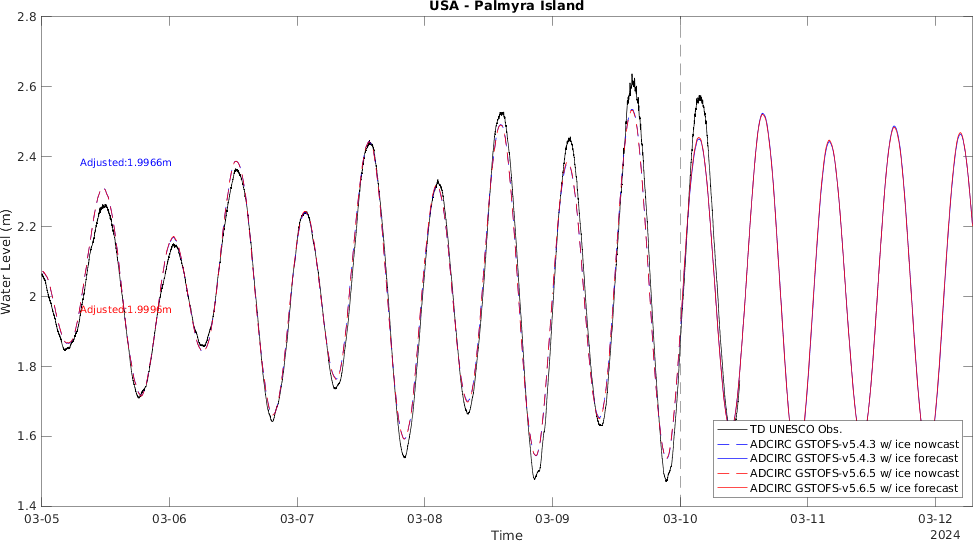 USA - Palmyra Island
2.8
2.6
2.4
2.2
2
1.8
1.6
1.4
Water Level (m)
Adjusted:1.9966m
Adjusted:1.9996m
TD UNESCO Obs.
ADCIRC GSTOFS-v5.4.3 w/ ice nowcast
ADCIRC GSTOFS-v5.4.3 w/ ice forecast
ADCIRC GSTOFS-v5.6.5 w/ ice nowcast
ADCIRC GSTOFS-v5.6.5 w/ ice forecast
03-05 03-06 03-07 03-08 03-09 03-10 03-11 03-12
Time
2024